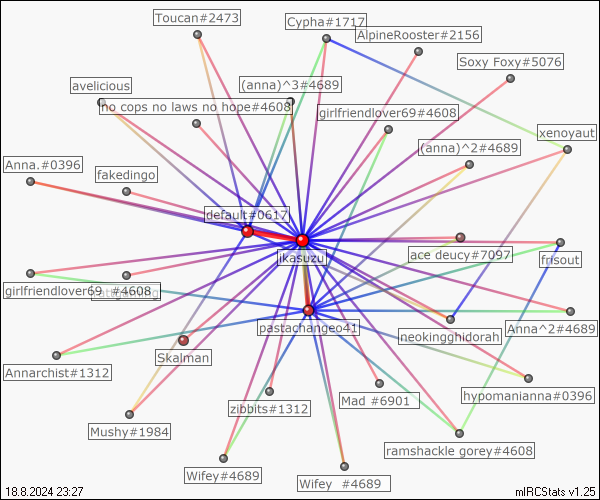 Toucan#2473
Cypha#1717
AlpineRooster#2156
Soxy Foxy#5076
avelicious
(anna)^3#4689
no cops no laws no hope#4608
girlfriendlover69#4608
xenoyaut
(anna)^2#4689
Anna.#0396
fakedingo
default#0617
ikasuzu
ace deucy#7097
frisout
girlfriendlover69_#4608
pastachangeo41
Anna^2#4689
neokingghidorah
Skalman
Annarchist#1312
zibbits#1312
Mad #6901
hypomanianna#0396
Mushy#1984
ramshackle gorey#4608
Wifey#4689
Wifey #4689
18.8.2024 23:27
mIRCStats v1.25